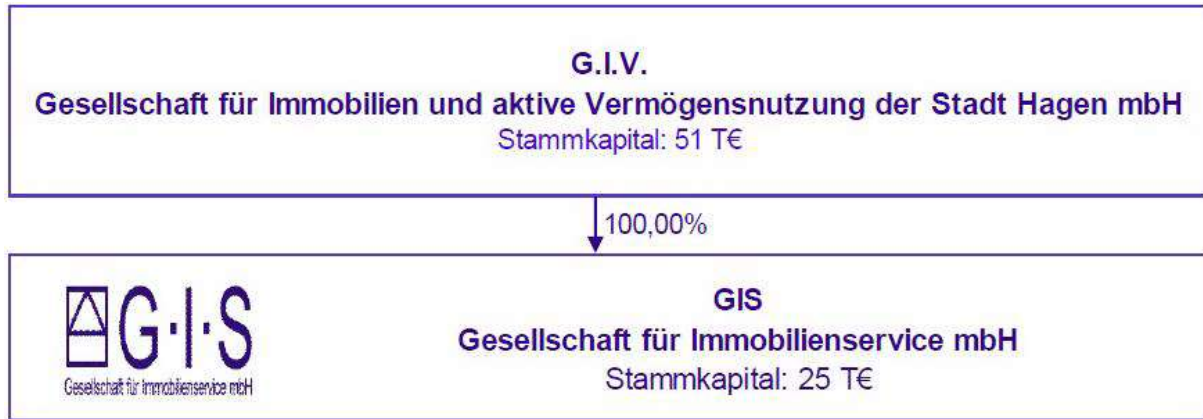 G.I.V.
Gesellschaft für Immobilien und aktive Vermögensnutzung der Stadt Hagen mbH
Stammkapital: 51 T€
100,00%
G·I·S
Gesellschaft für Immobilienservice mbH
GIS
Gesellschaft für Immobilienservice mbH
Stammkapital: 25 T€